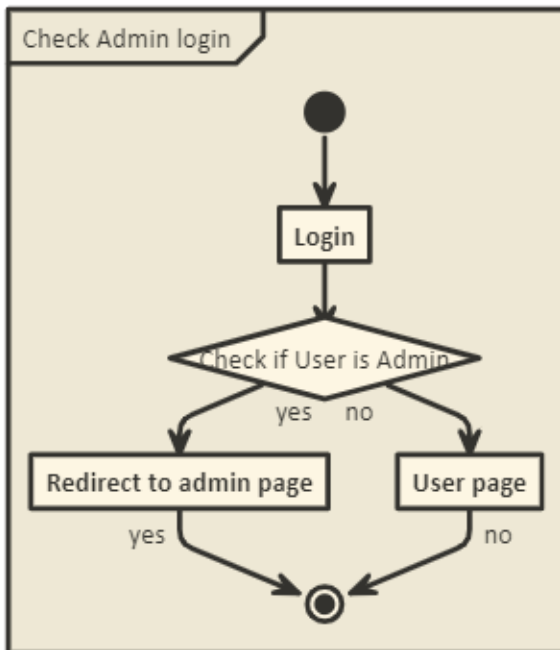 Check Admin login
Login
Check if User is Admin
yes no
Redirect to admin page
User page
yes
no